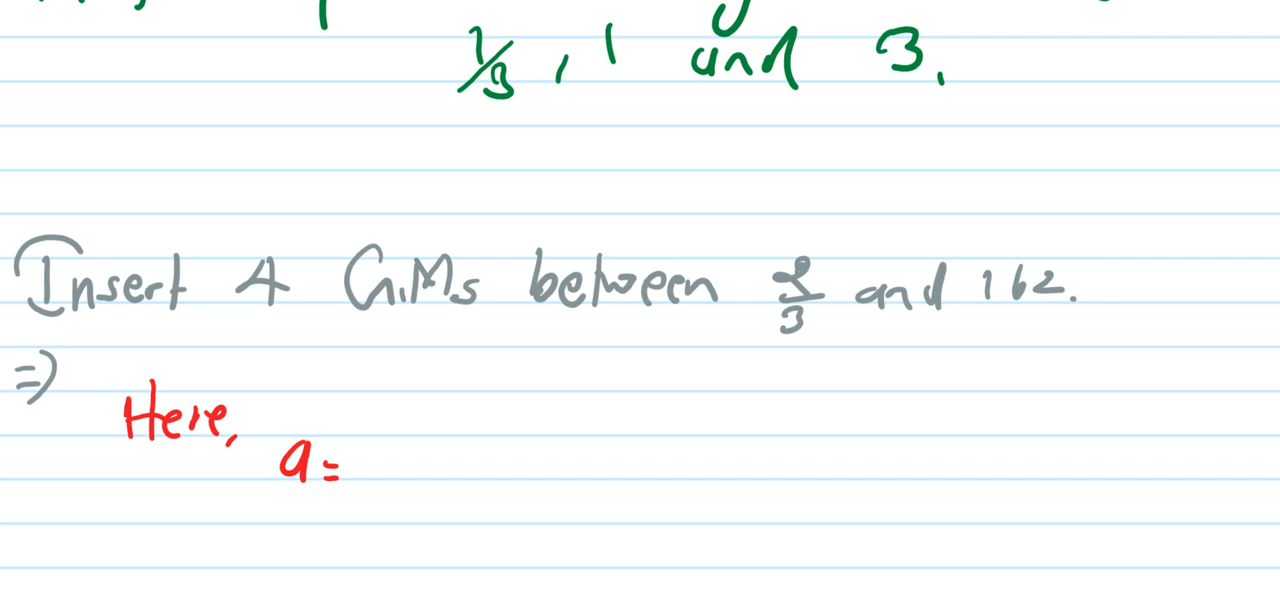 1/3, 1 and 3.
Insert 4 G.Ms between 2/3 and 162.
=>
Here,
a=